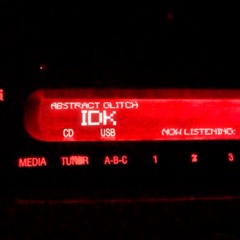 ABSTRACT GLITCH
IDK
CD USB NOW LISTENING:
MEDIA TUNER A-B-C 1 2 3